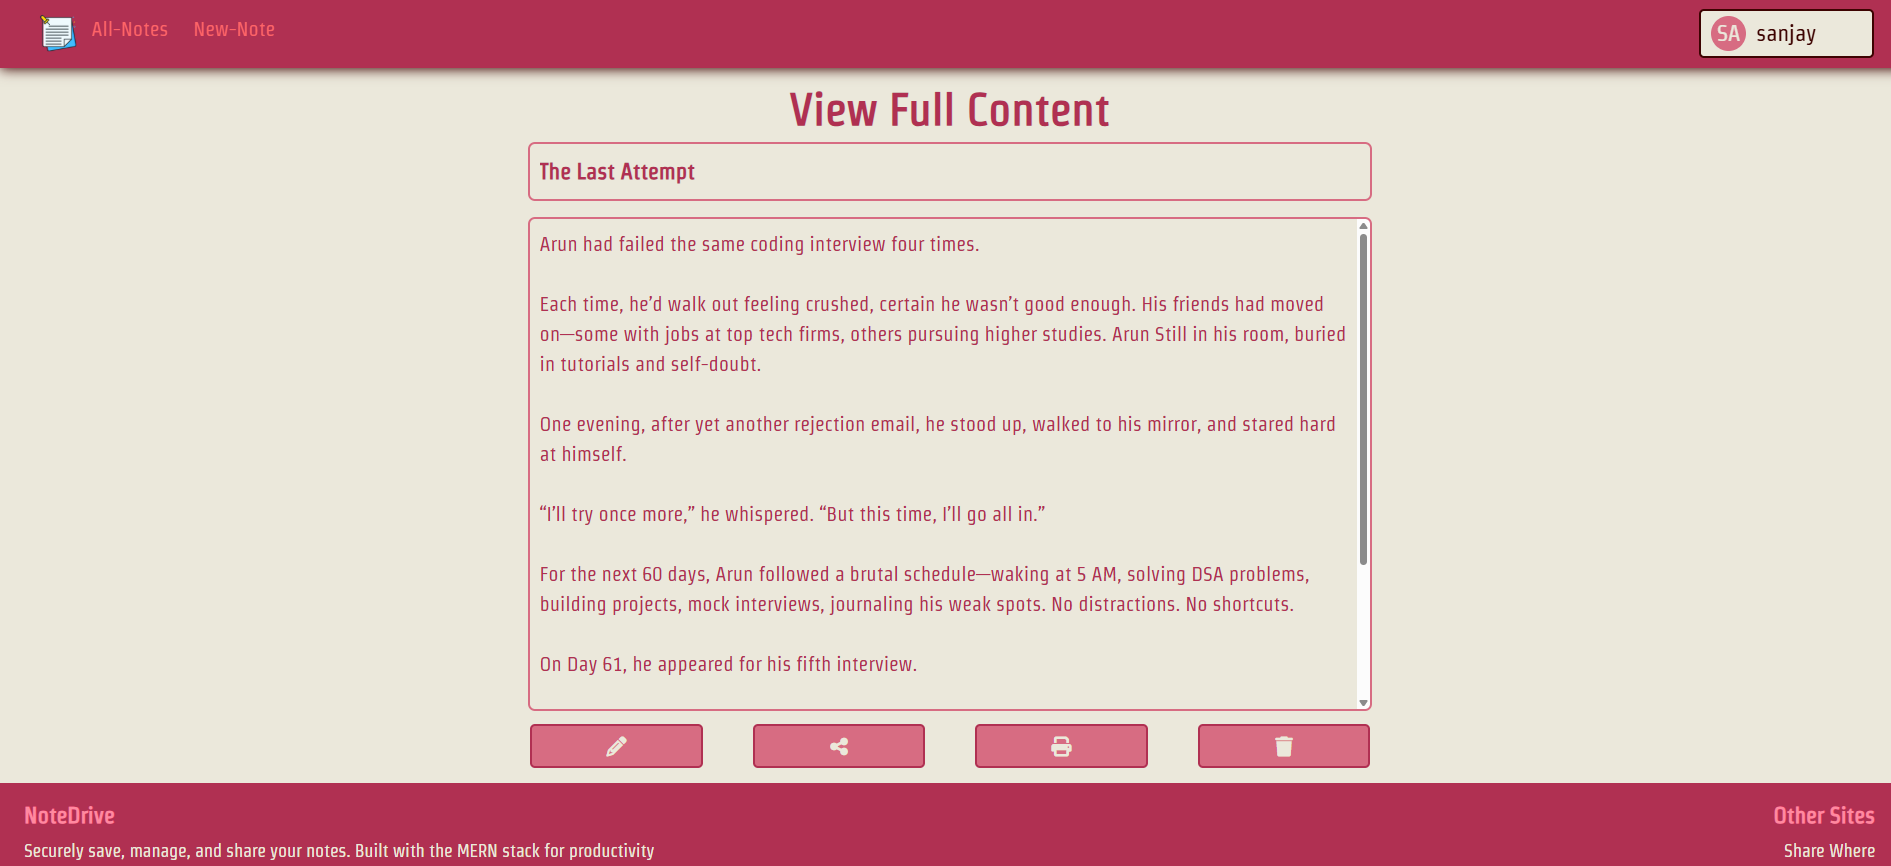 All-Notes New-Note
SA sanjay
View Full Content
The Last Attempt
Arun had failed the same coding interview four times.
Each time, he’d walk out feeling crushed, certain he wasn’t good enough. His friends had moved
on—some with jobs at top tech firms, others pursuing higher studies. Arun Still in his room, buried
in tutorials and self-doubt.
One evening, after yet another rejection email, he stood up, walked to his mirror, and stared hard
at himself.
“I’ll try once more,” he whispered. “But this time, I’ll go all in.”
For the next 60 days, Arun followed a brutal schedule—waking at 5 AM, solving DSA problems,
building projects, mock interviews, journaling his weak spots. No distractions. No shortcuts.
On Day 61, he appeared for his fifth interview.
NoteDrive
Securely save, manage, and share your notes. Built with the MERN stack for productivity
Other Sites
Share Where